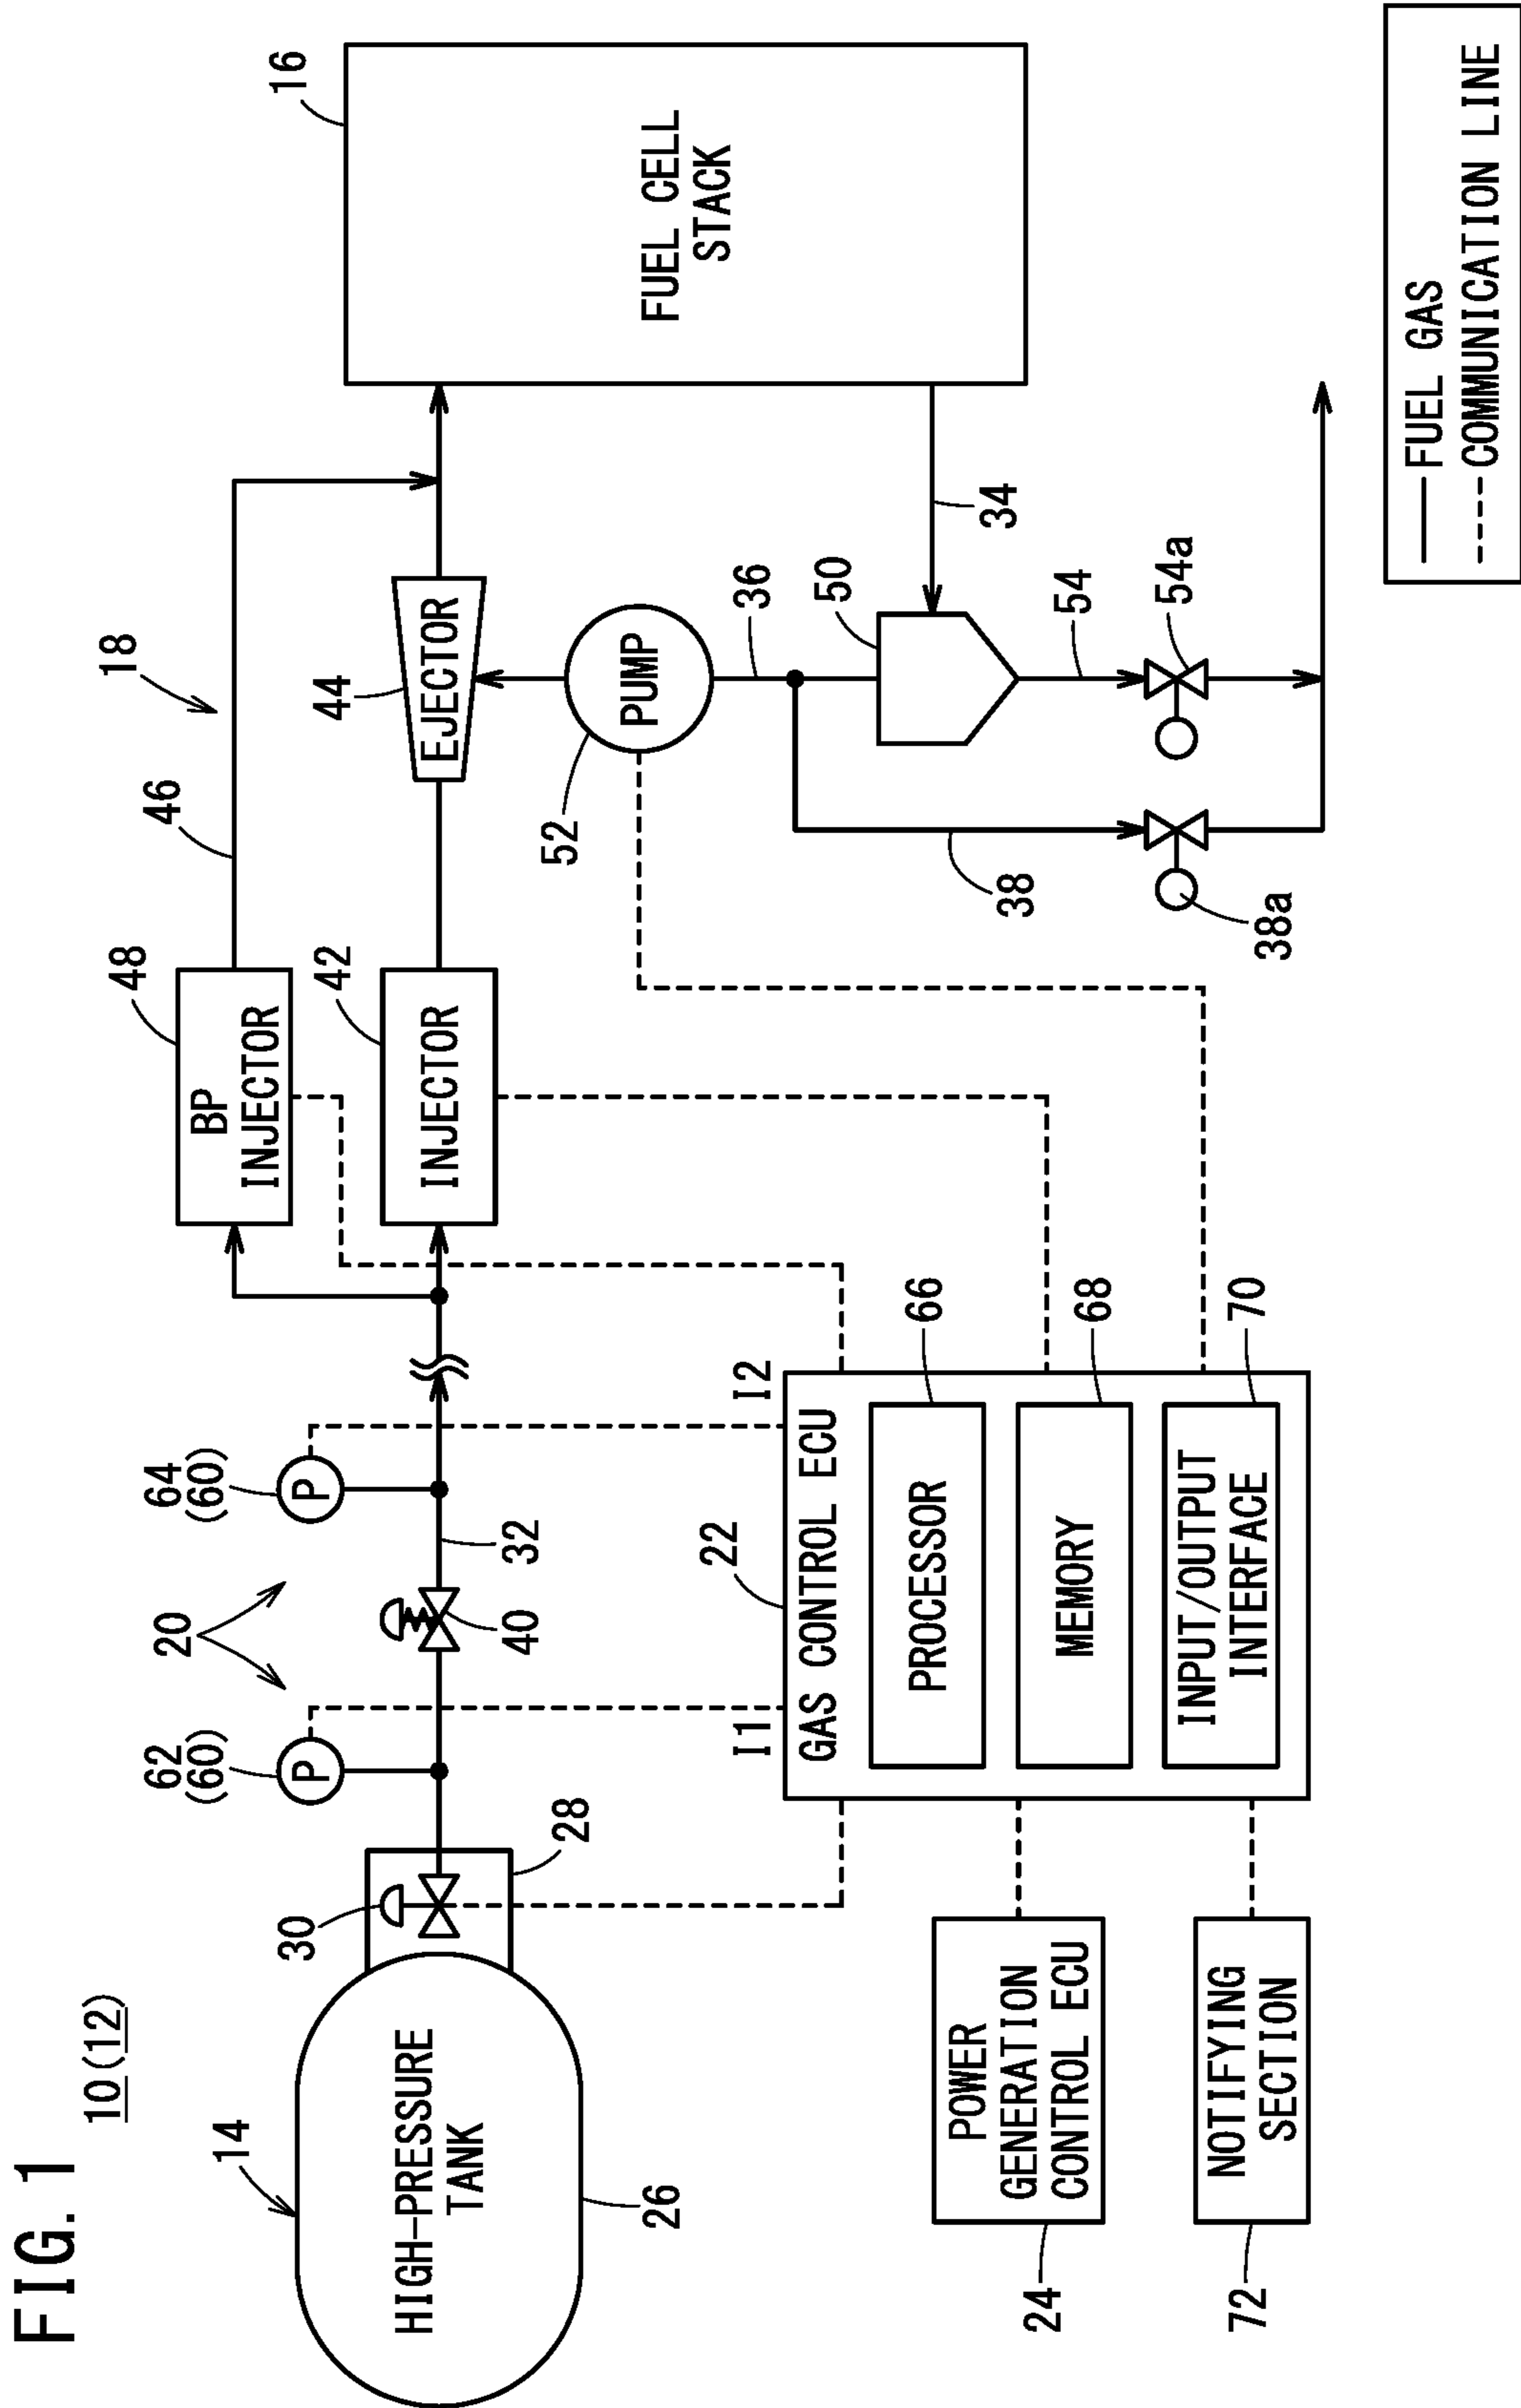 FIG. 1
10(12)
14
HIGH-PRESSURE
TANK
26
30
28
62
(60)
20
64
(60)
40
32
I1
I2
48
BP
INJECTOR
42
INJECTOR
46
18
44
EJECTOR
52
PUMP
36
50
34
54
54a
38
38a
16
FUEL CELL
STACK
22
GAS CONTROL ECU
PROCESSOR
66
MEMORY
68
INPUT/OUTPUT
INTERFACE
70
POWER
GENERATION
CONTROL ECU
24
NOTIFYING
SECTION
72
FUEL GAS
COMMUNICATION LINE